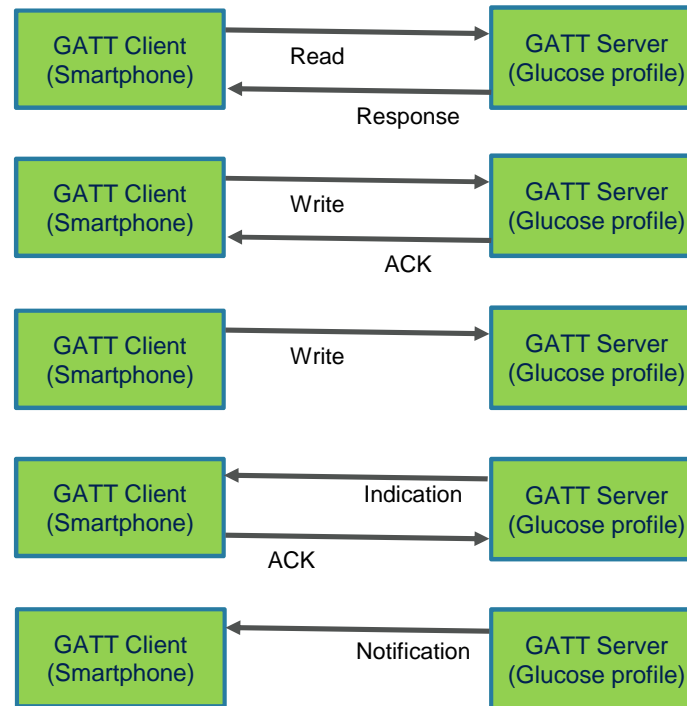 GATT Client
(Smartphone)
Read
Response
GATT Server
(Glucose profile)
GATT Client
(Smartphone)
Write
ACK
GATT Server
(Glucose profile)
GATT Client
(Smartphone)
Write
GATT Server
(Glucose profile)
GATT Client
(Smartphone)
Indication
ACK
GATT Server
(Glucose profile)
GATT Client
(Smartphone)
Notification
GATT Server
(Glucose profile)